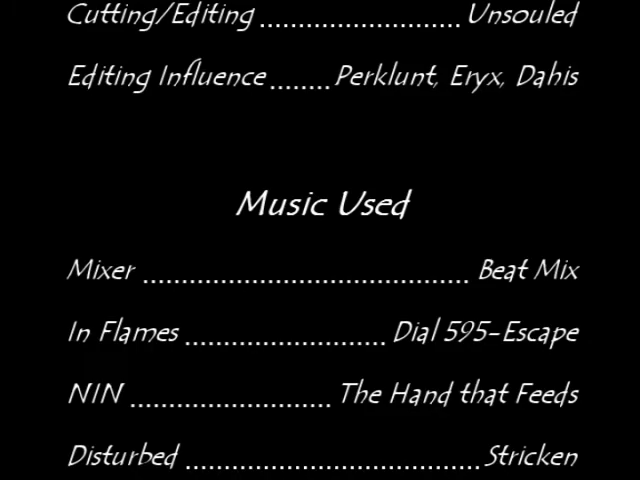 Cutting/Editing ......................... Unsouled
Editing Influence ........ Perklunt, Eryx, Dahis
Music Used
Mixer .......................................... Beat Mix
In Flames .......................... Dial 595-Escape
NIN .......................... The Hand that Feeds
Disturbed ...................................... Stricken